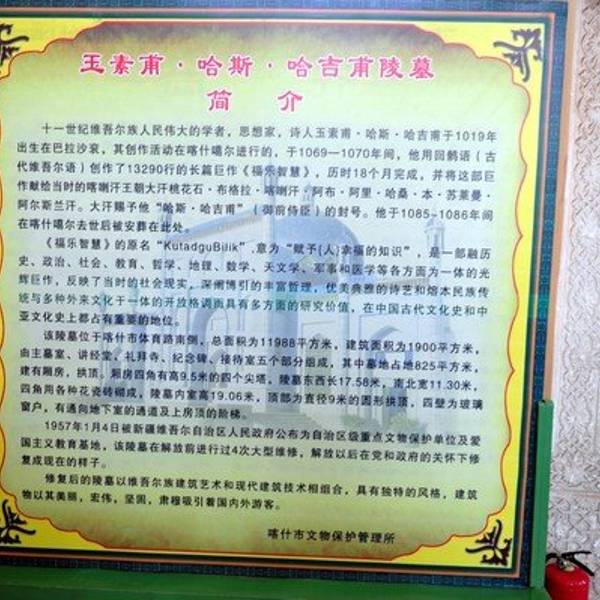 玉素甫·哈斯·哈吉甫陵墓
简 介
十一世纪维吾尔族人民伟大的学者，思想家，诗人玉素甫·哈斯·哈吉甫于1019年
出生在巴拉沙衮，其创作活动在喀什噶尔进行的，于1069—1070年间，他用回鹘语（古
代维吾尔语）创作了13290行的长篇巨作《福乐智慧》，历时18个月完成，并将这部巨
作献给当时的喀喇汗王朝大汗桃花石·布格拉·喀喇汗·阿布·阿里·哈桑·本·苏莱曼·
阿尔斯兰汗。大汗赐予他“哈斯·哈吉甫”（御前侍臣）的封号。他于1085-1086年间
在喀什噶尔去世后被安葬在此处。
《福乐智慧》的原名“KutadguBilik”，意为“赋予(人)幸福的知识”，是一部融历
史、政治、社会、教育、哲学、地理、数学、天文学、军事和医学等各方面为一体的光
辉巨作，反映了当时的社会现实，深阐博引的丰富哲理，优美典雅的诗艺和熔本民族传
统与多种外来文化于一体的开放格调而具有多方面的研究价值，在中国古代文化史和中
亚文化史上都占有重要的地位。
该陵墓位于喀什市体育路南侧，总面积为11988平方米，建筑面积为1900平方米，
由主墓室、讲经堂、礼拜寺、纪念碑、接待室五个部分组成，其中墓地占地825平方米，
建有厢房，拱顶，厢房四角有高9.5米的四个尖塔，陵墓东西长17.58米，南北宽11.30米，
四角用各种花瓷砖砌成，陵墓内室高19.06米，顶部为直径9米的圆形拱顶，四壁为玻璃
窗户，有通向地下室的通道及上房顶的阶梯。
1957年1月4日被新疆维吾尔自治区人民政府公布为自治区级重点文物保护单位及爱
国主义教育基地，该陵墓在解放前进行过4次大型维修，解放以后在党和政府的关怀下修
复成现在的样子。
修复后的陵墓以维吾尔族建筑艺术和现代建筑技术相组合，具有独特的风格，建筑
物以其美丽，宏伟，坚固，肃穆吸引着国内外游客。
喀什市文物保护管理所